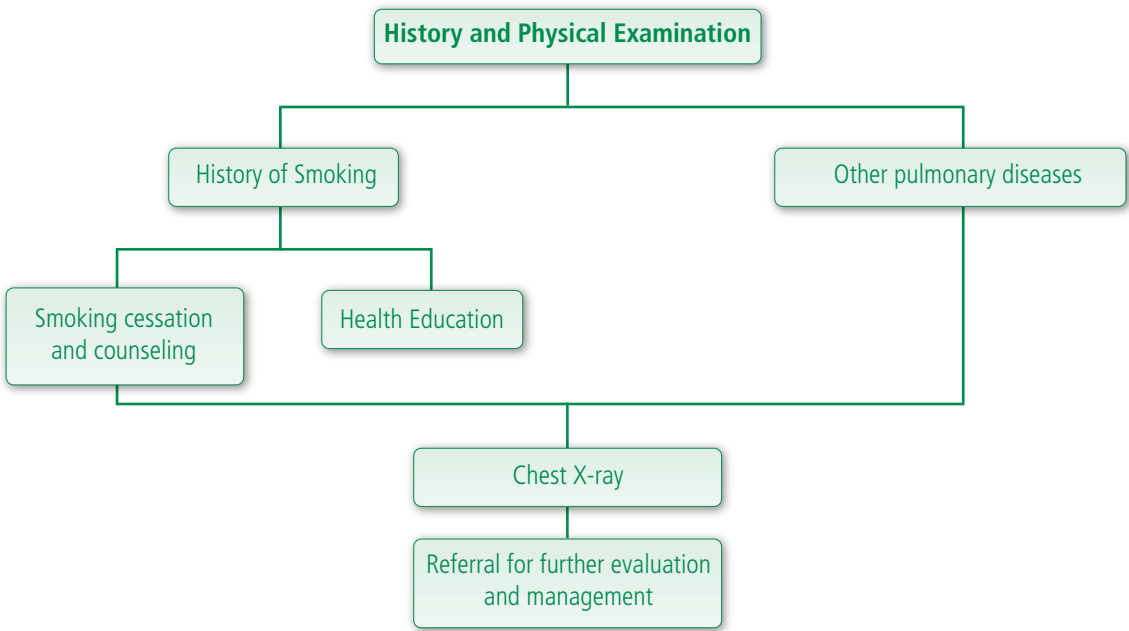 History and Physical Examination
History of Smoking
Other pulmonary diseases
Smoking cessation
and counseling
Health Education
Chest X-ray
Referral for further evaluation
and management